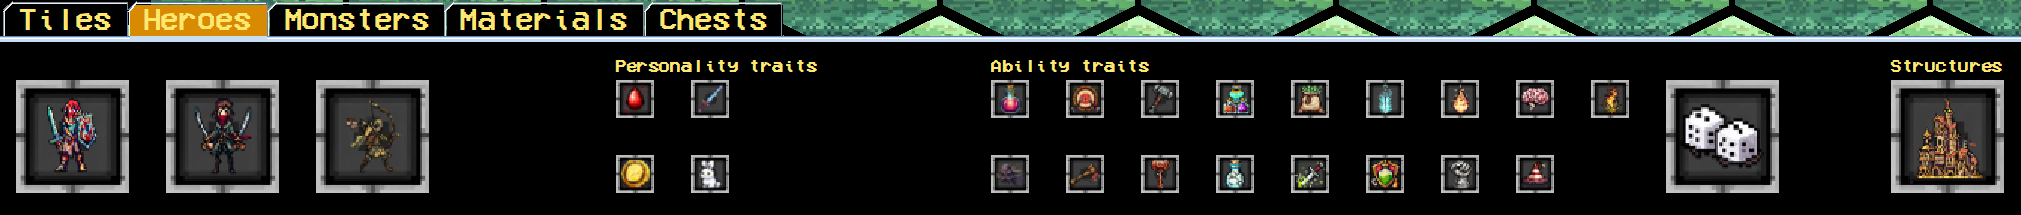 Tiles Heroes Monsters Materials Chests
Personality traits Ability traits Structures